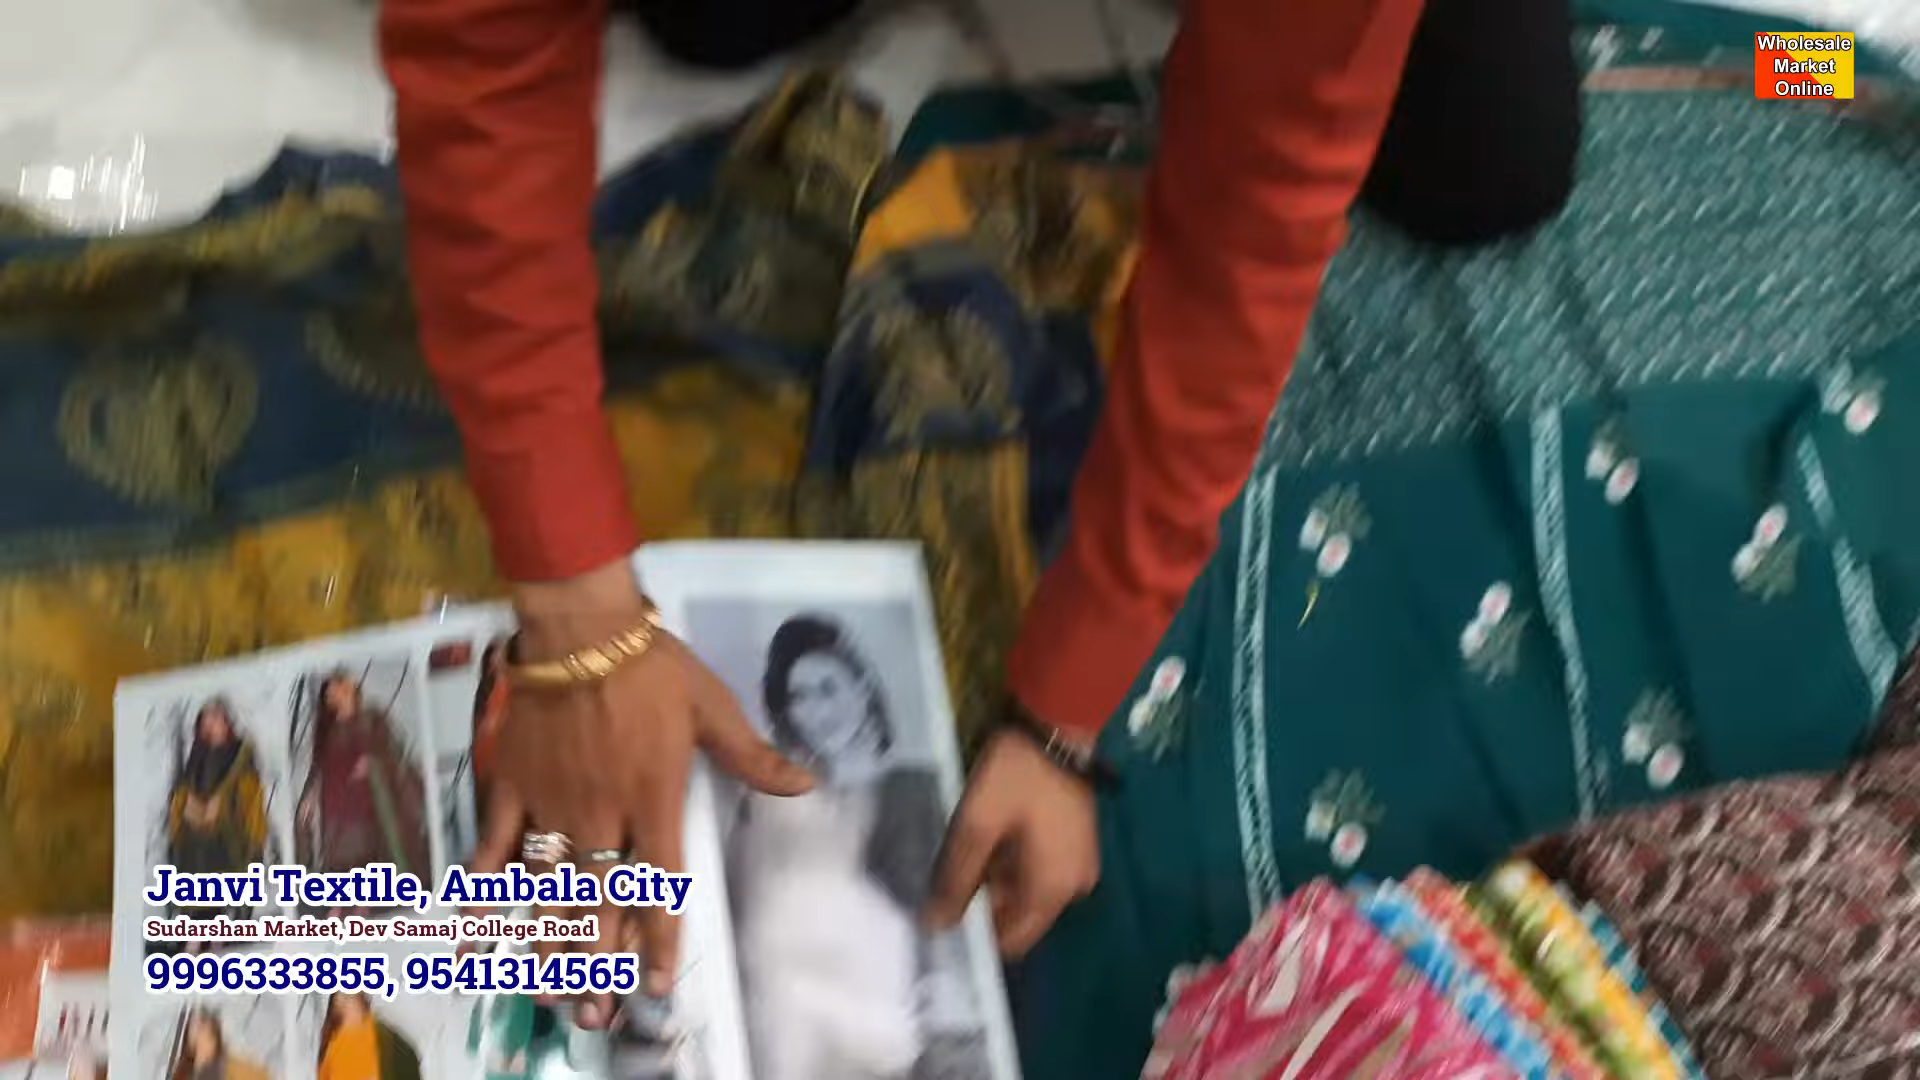 Wholesale
Market
Online
Janvi Textile, Ambala City
Sudarshan Market, Dev Samaj College Road
9996333855, 9541314565